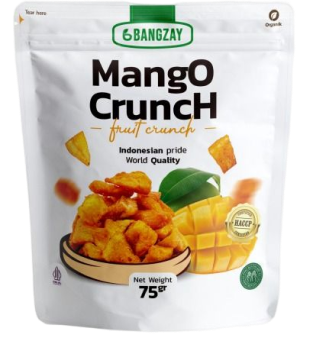 Tear here
Organik
BANGZAY
MangO
CruncH
fruit crunch
Indonesian pride
World Quality
HACCP
Net Weight
75gr